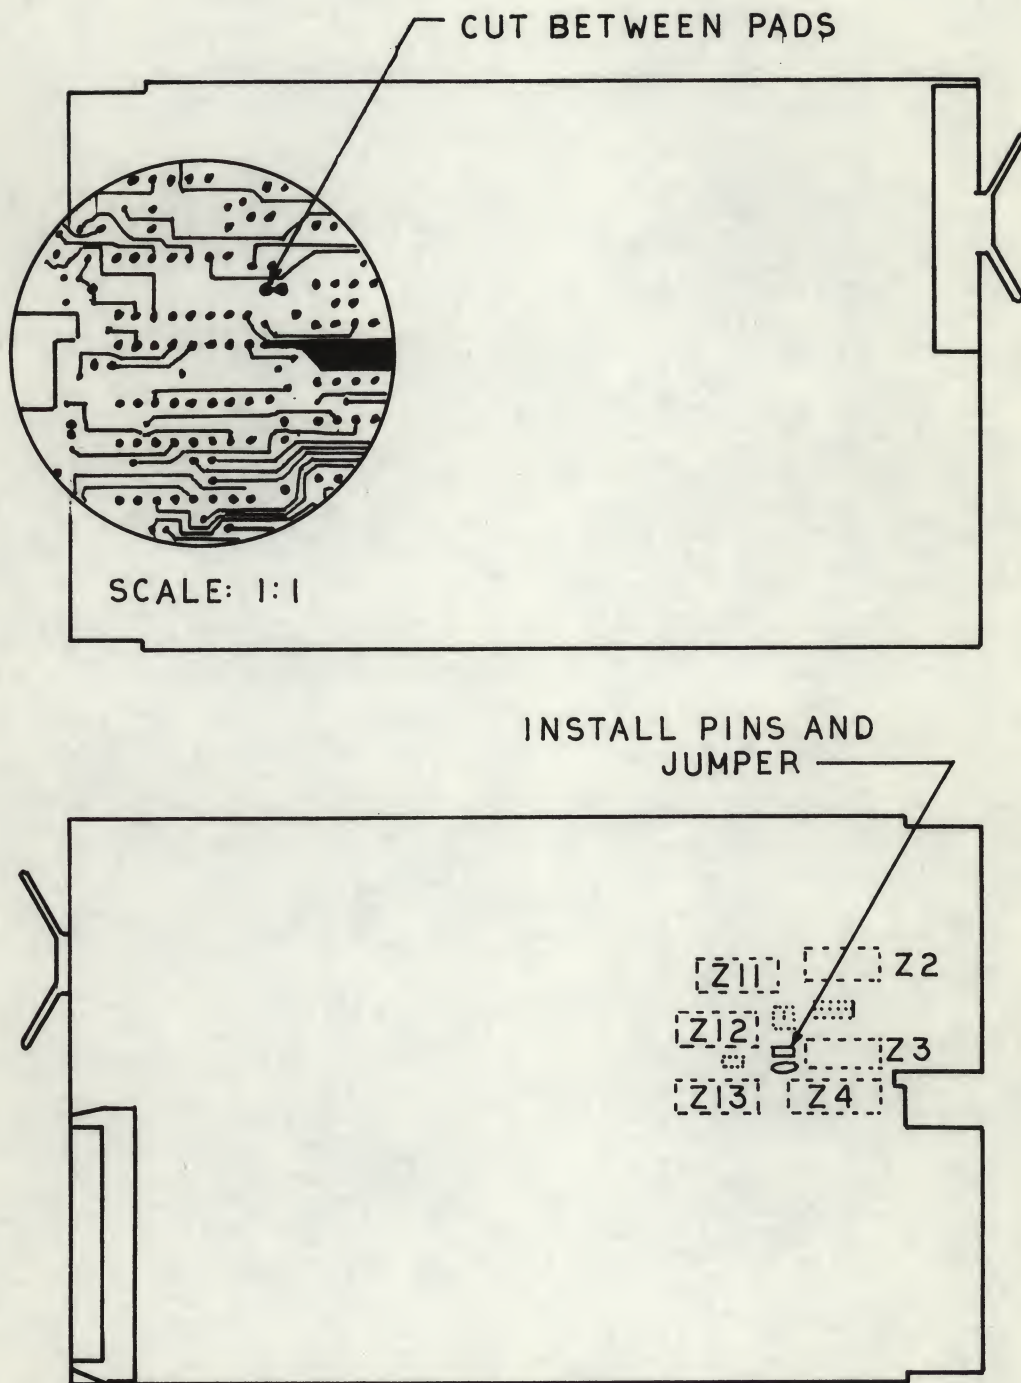 CUT BETWEEN PADS
SCALE: 1:1
INSTALL PINS AND
JUMPER
Z11
Z2
Z12
Z3
Z13
Z4